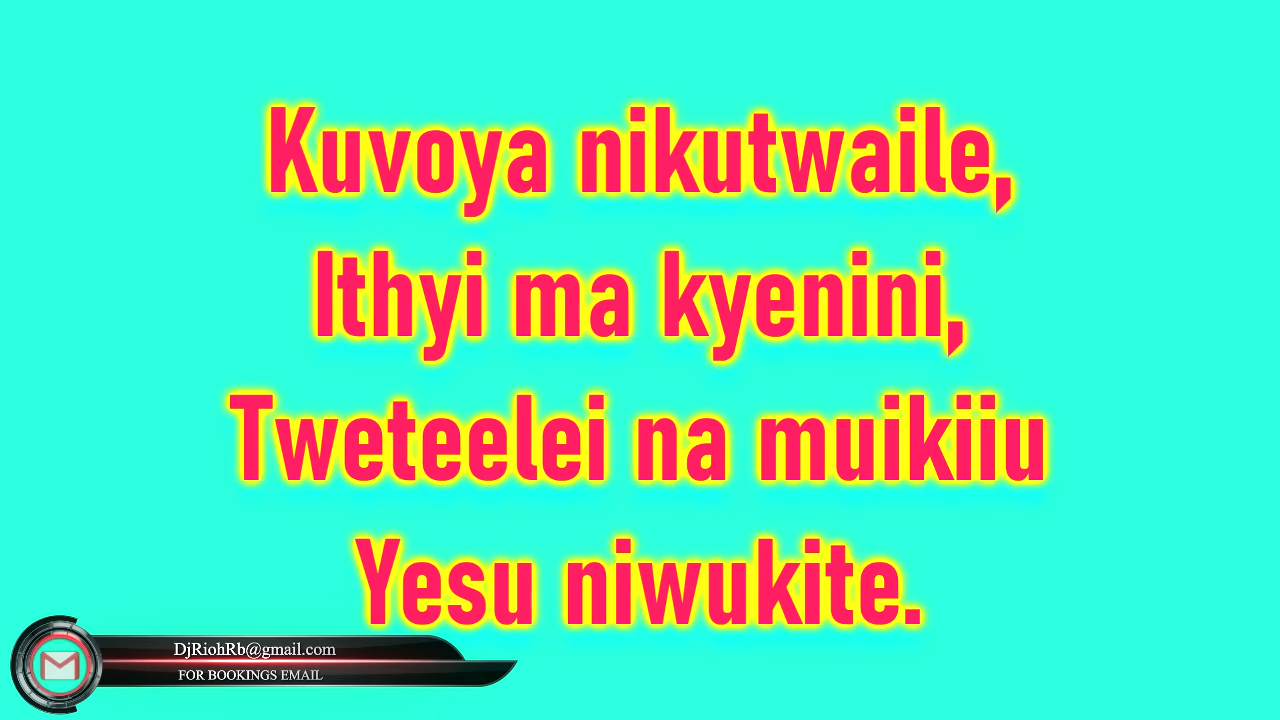 Kuvoya nikutwaile,
Ithyi ma kyenini,
Tweteelei na muikiiu
Yesu niwukite.
DjRiohRb@gmail.com
FOR BOOKINGS EMAIL